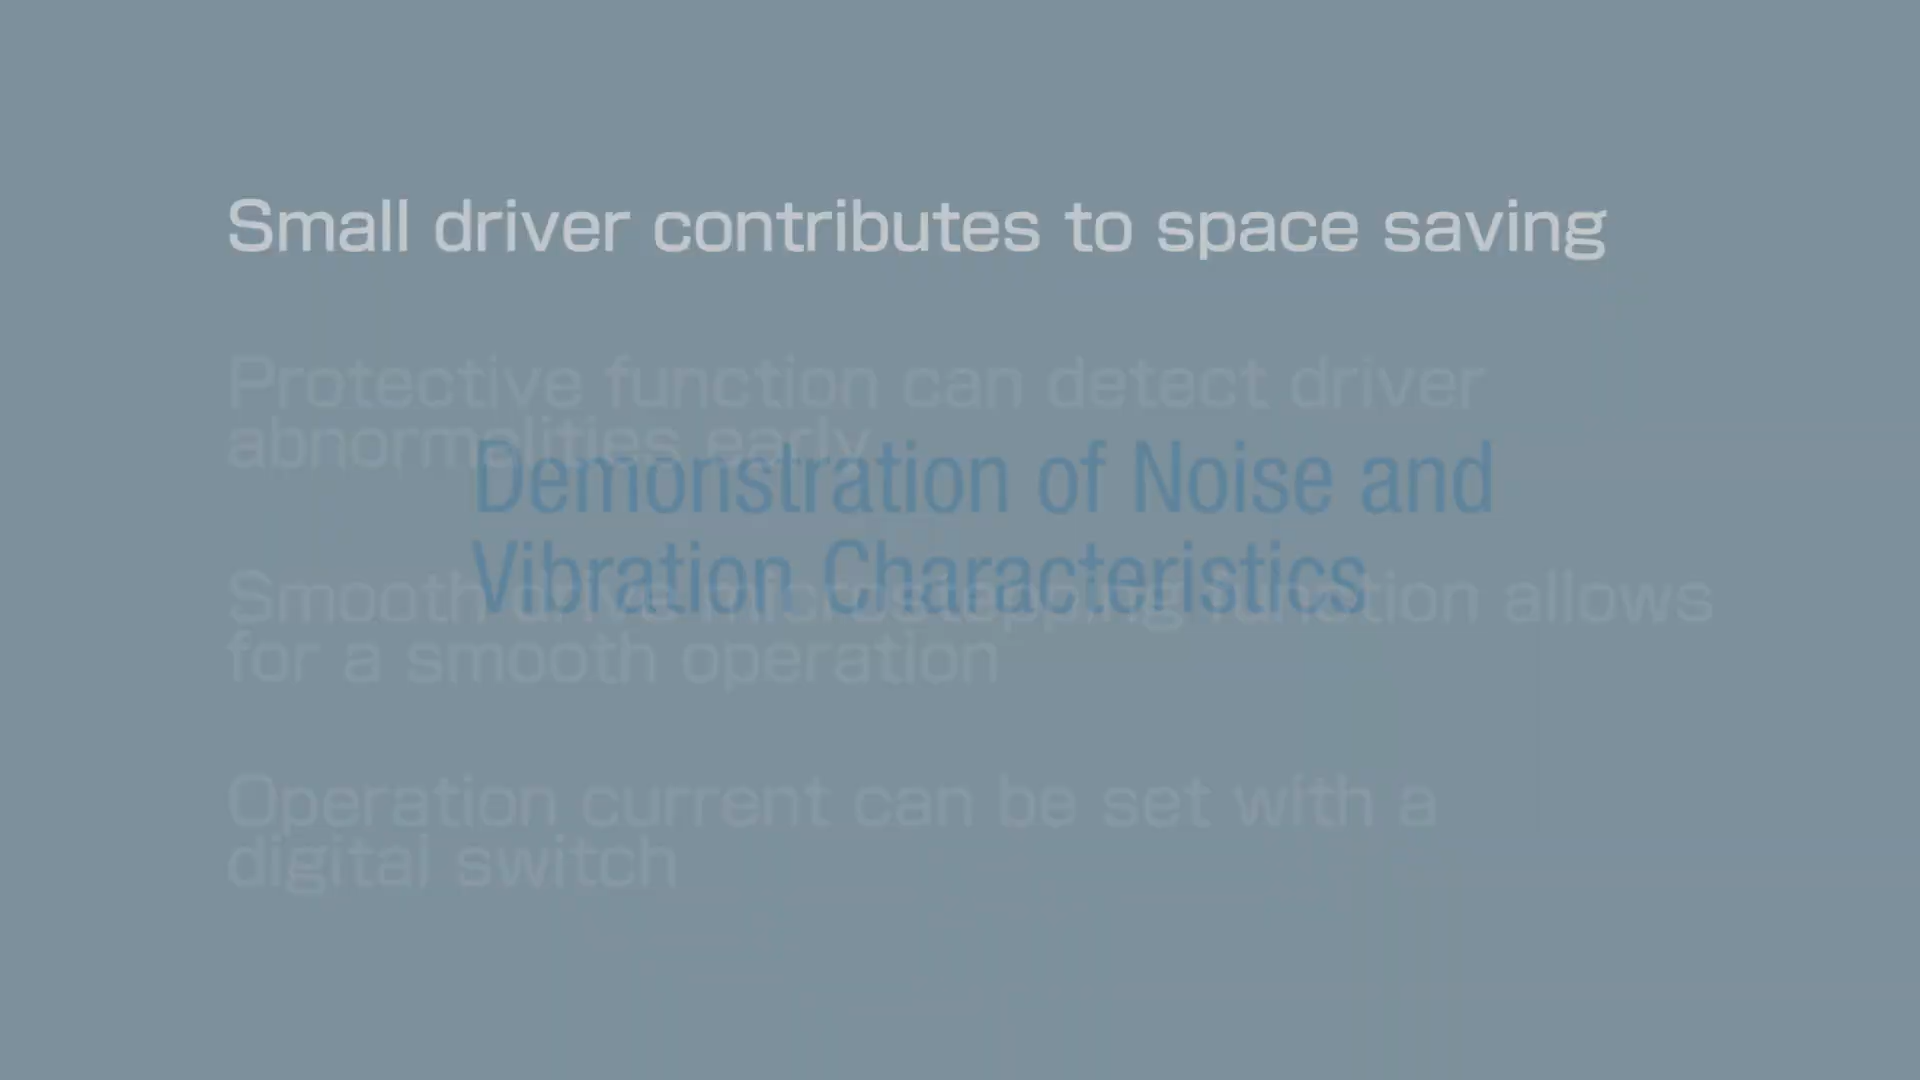 Small driver contributes to space saving
Protective function can detect driver
abnormalities early
Demonstration of Noise and
Vibration Characteristics
Smooth drive microstepping function allows
for a smooth operation
Operation current can be set with a
digital switch